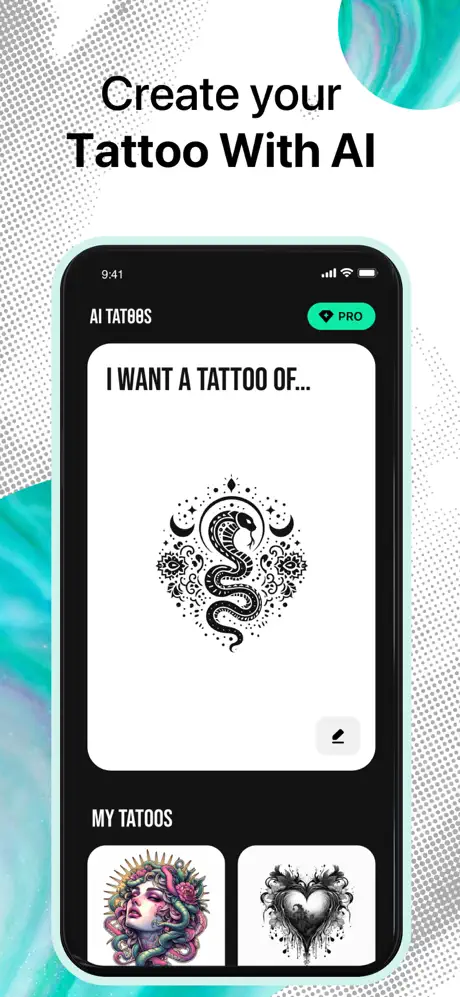 Create your
Tattoo With AI
9:41
AI TATOOS
PRO
I WANT A TATTOO OF...
MY TATOOS